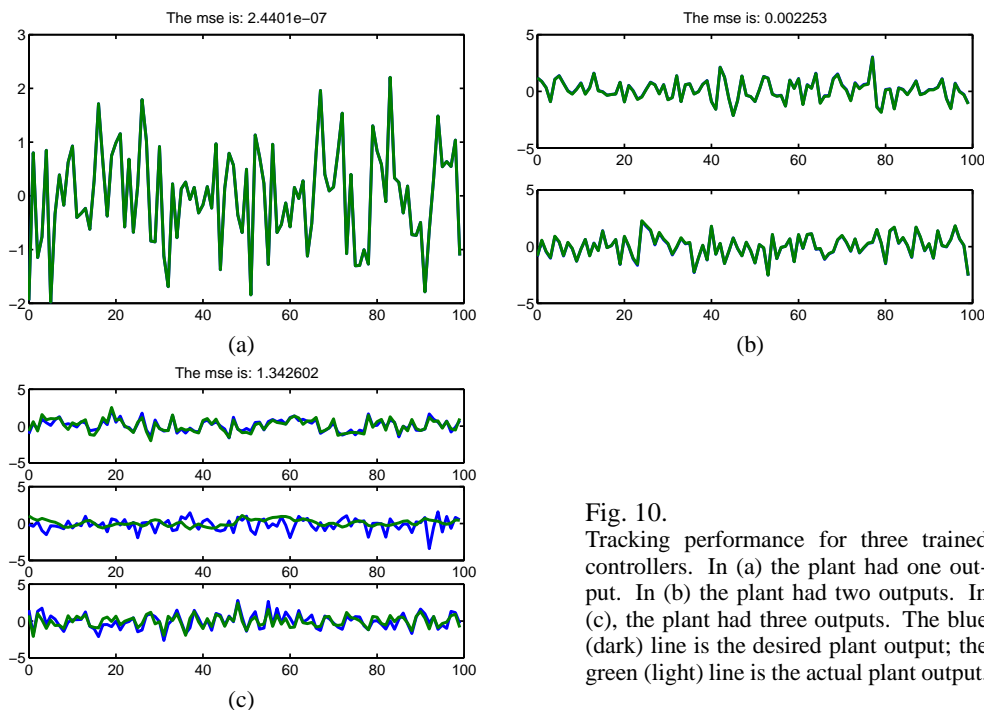 The mse is: 2.4401e−07
3
2
1
0
−1
−2
0 20 40 60 80 100
(a)
The mse is: 0.002253
5
0
−5
0 20 40 60 80 100
5
0
−5
0 20 40 60 80 100
(b)
The mse is: 1.342602
5
0
−5
0 20 40 60 80 100
5
0
−5
0 20 40 60 80 100
5
0
−5
0 20 40 60 80 100
(c)
Fig. 10.
Tracking performance for three trained
controllers. In (a) the plant had one out-
put. In (b) the plant had two outputs. In
(c), the plant had three outputs. The blue
(dark) line is the desired plant output; the
green (light) line is the actual plant output.